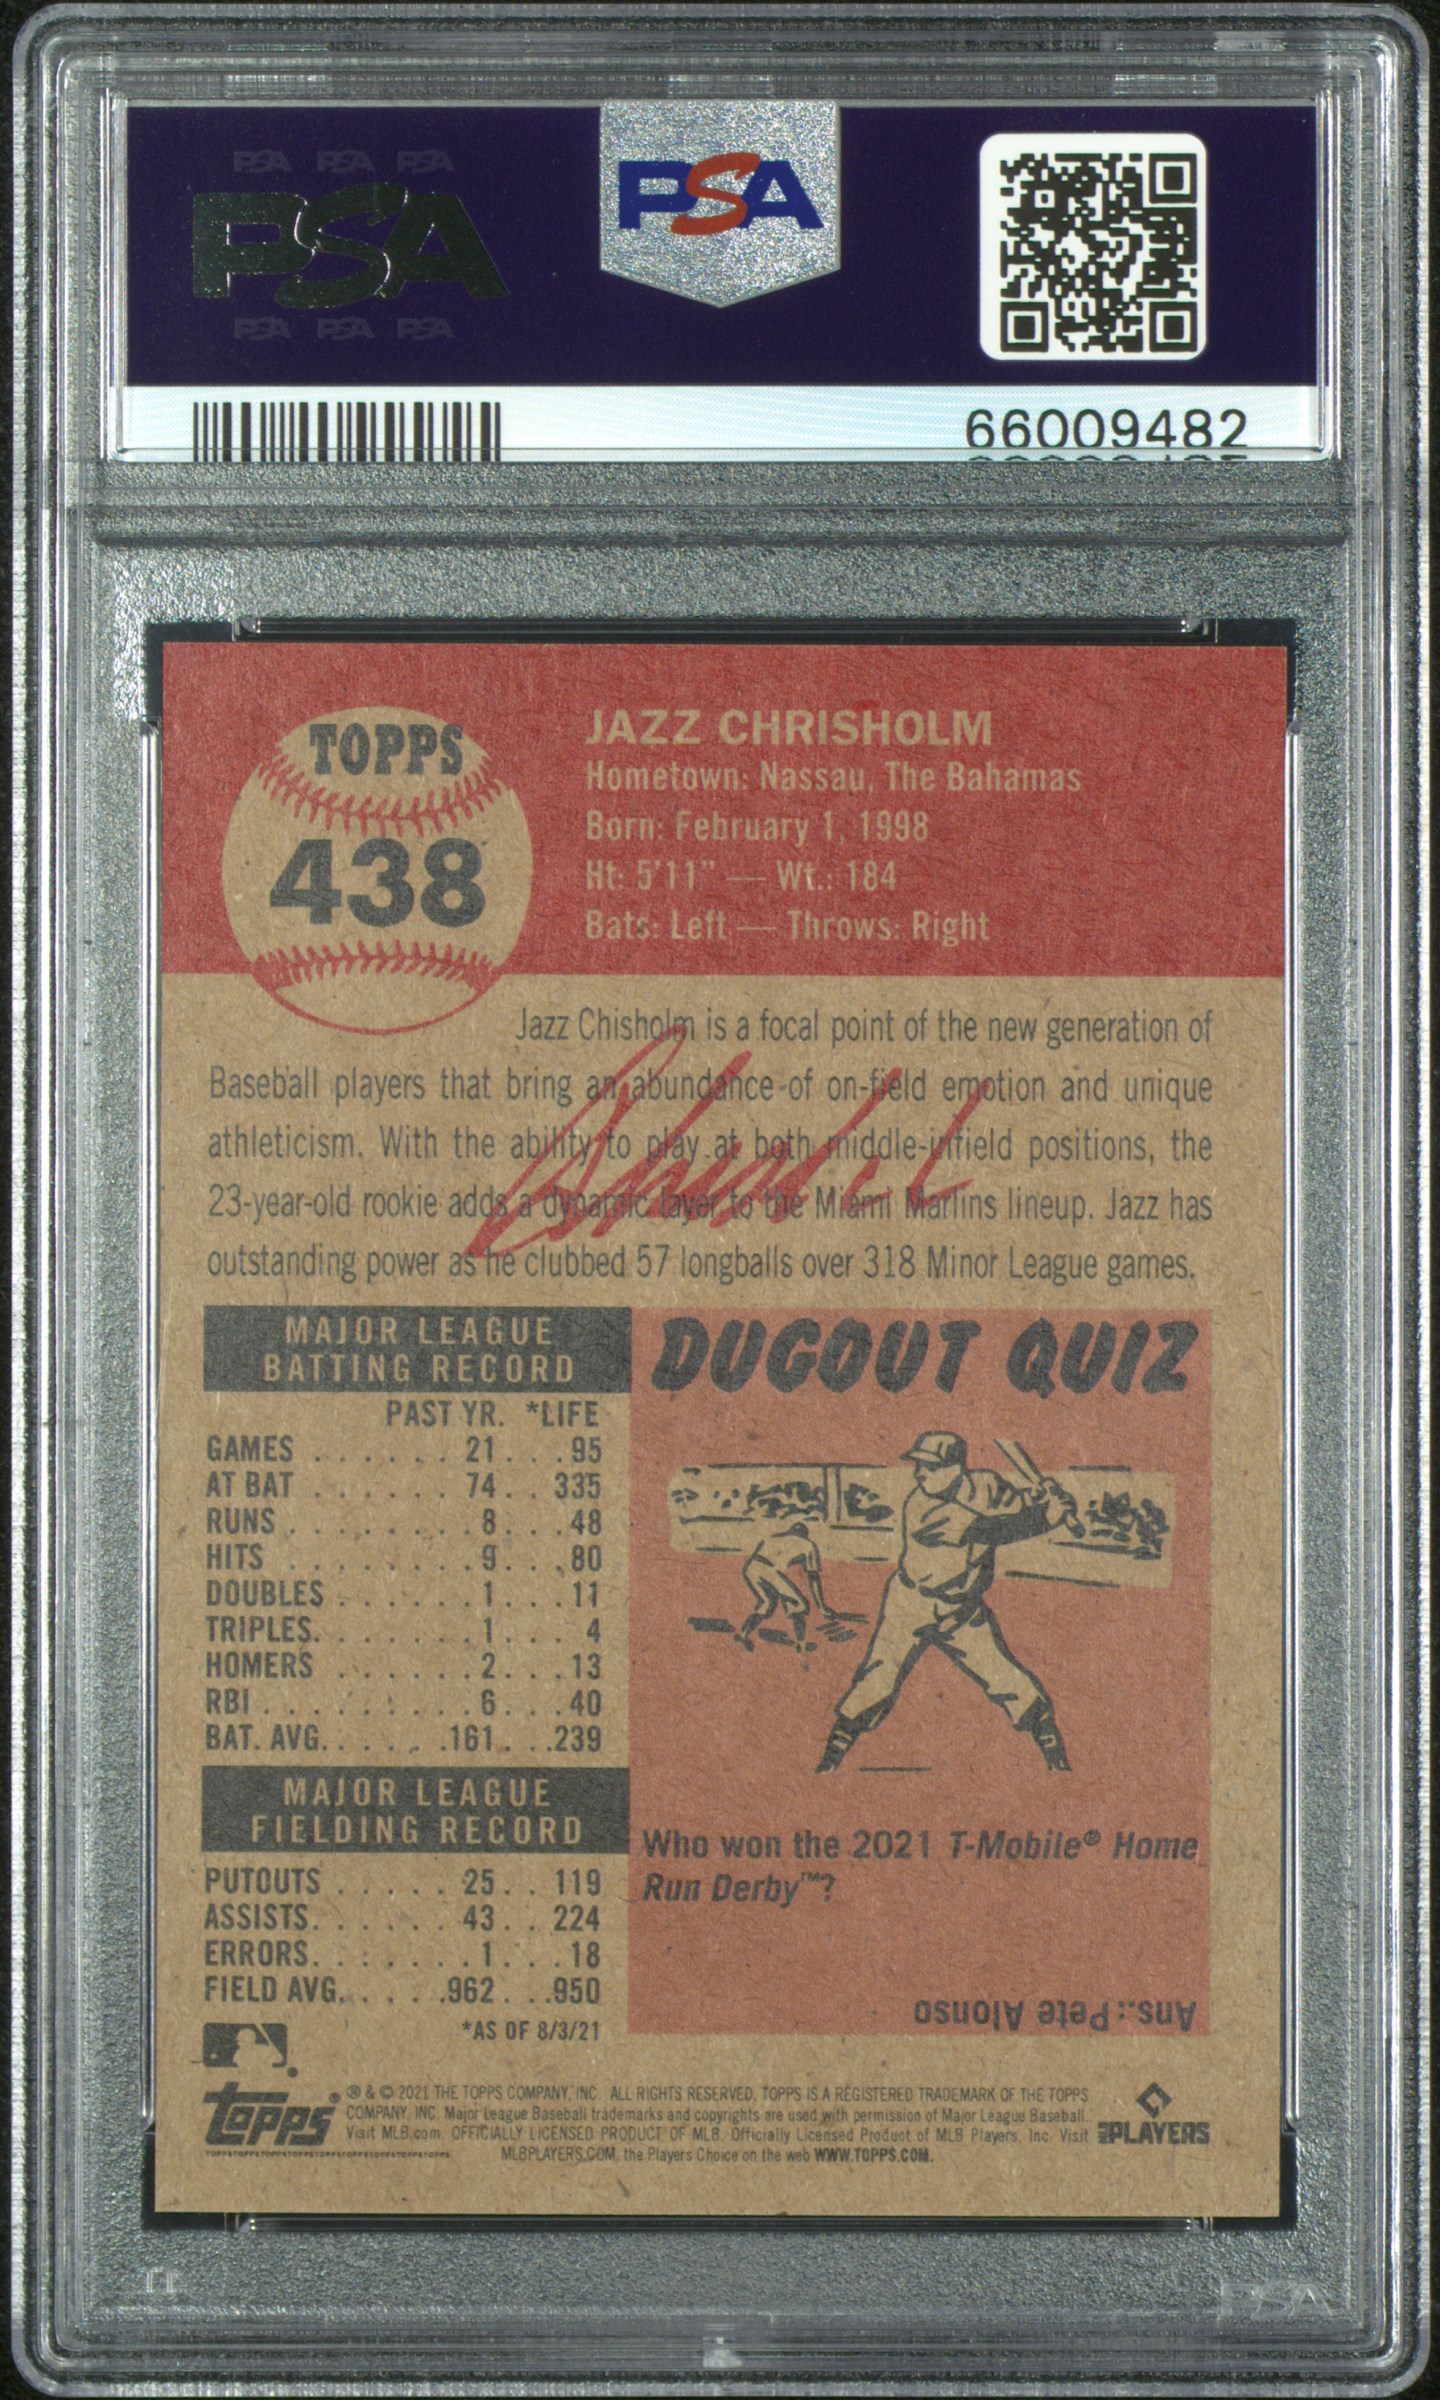 PSA PSA PSA
PSA
PSA PSA PSA
PSA
66009482
TOPPS
438
JAZZ CHRISHOLM
Hometown: Nassau, The Bahamas
Born: February 1, 1998
Ht: 5'11" — Wt.: 184
Bats: Left — Throws: Right
Jazz Chisholm is a focal point of the new generation of
Baseball players that bring an abundance of on-field emotion and unique
athleticism. With the ability to play at both middle-infield positions, the
23-year-old rookie adds a dynamic layer to the Miami Marlins lineup. Jazz has
outstanding power as he clubbed 57 longballs over 318 Minor League games.
MAJOR LEAGUE
BATTING RECORD
PAST YR. *LIFE
GAMES . . . . . . 21 . . . 95
AT BAT . . . . . . 74 . . 335
RUNS . . . . . . . 8 . . . 48
HITS . . . . . . . 9 . . . 80
DOUBLES . . . . . . 1 . . . 11
TRIPLES. . . . . . . 1 . . . 4
HOMERS . . . . . . 2 . . . 13
RBI . . . . . . . . 6 . . . 40
BAT. AVG. . . . . .161 . . .239
MAJOR LEAGUE
FIELDING RECORD
PUTOUTS . . . . . 25 . . 119
ASSISTS. . . . . . 43 . . 224
ERRORS. . . . . . . 1 . . . 18
FIELD AVG. . . . .962 . . .950
*AS OF 8/3/21
DUGOUT QUIZ
Who won the 2021 T-Mobile® Home
Run Derby™?
Ans.: Pete Alonso
topps®
® & © 2021 THE TOPPS COMPANY, INC. ALL RIGHTS RESERVED. TOPPS IS A REGISTERED TRADEMARK OF THE TOPPS
COMPANY, INC. Major League Baseball trademarks and copyrights are used with permission of Major League Baseball.
Visit MLB.com. OFFICIALLY LICENSED PRODUCT OF MLB. Officially Licensed Product of MLB Players, Inc. Visit
MLBPLAYERS.COM, the Players Choice on the web WWW.TOPPS.COM.
MLB PLAYERS
PSA